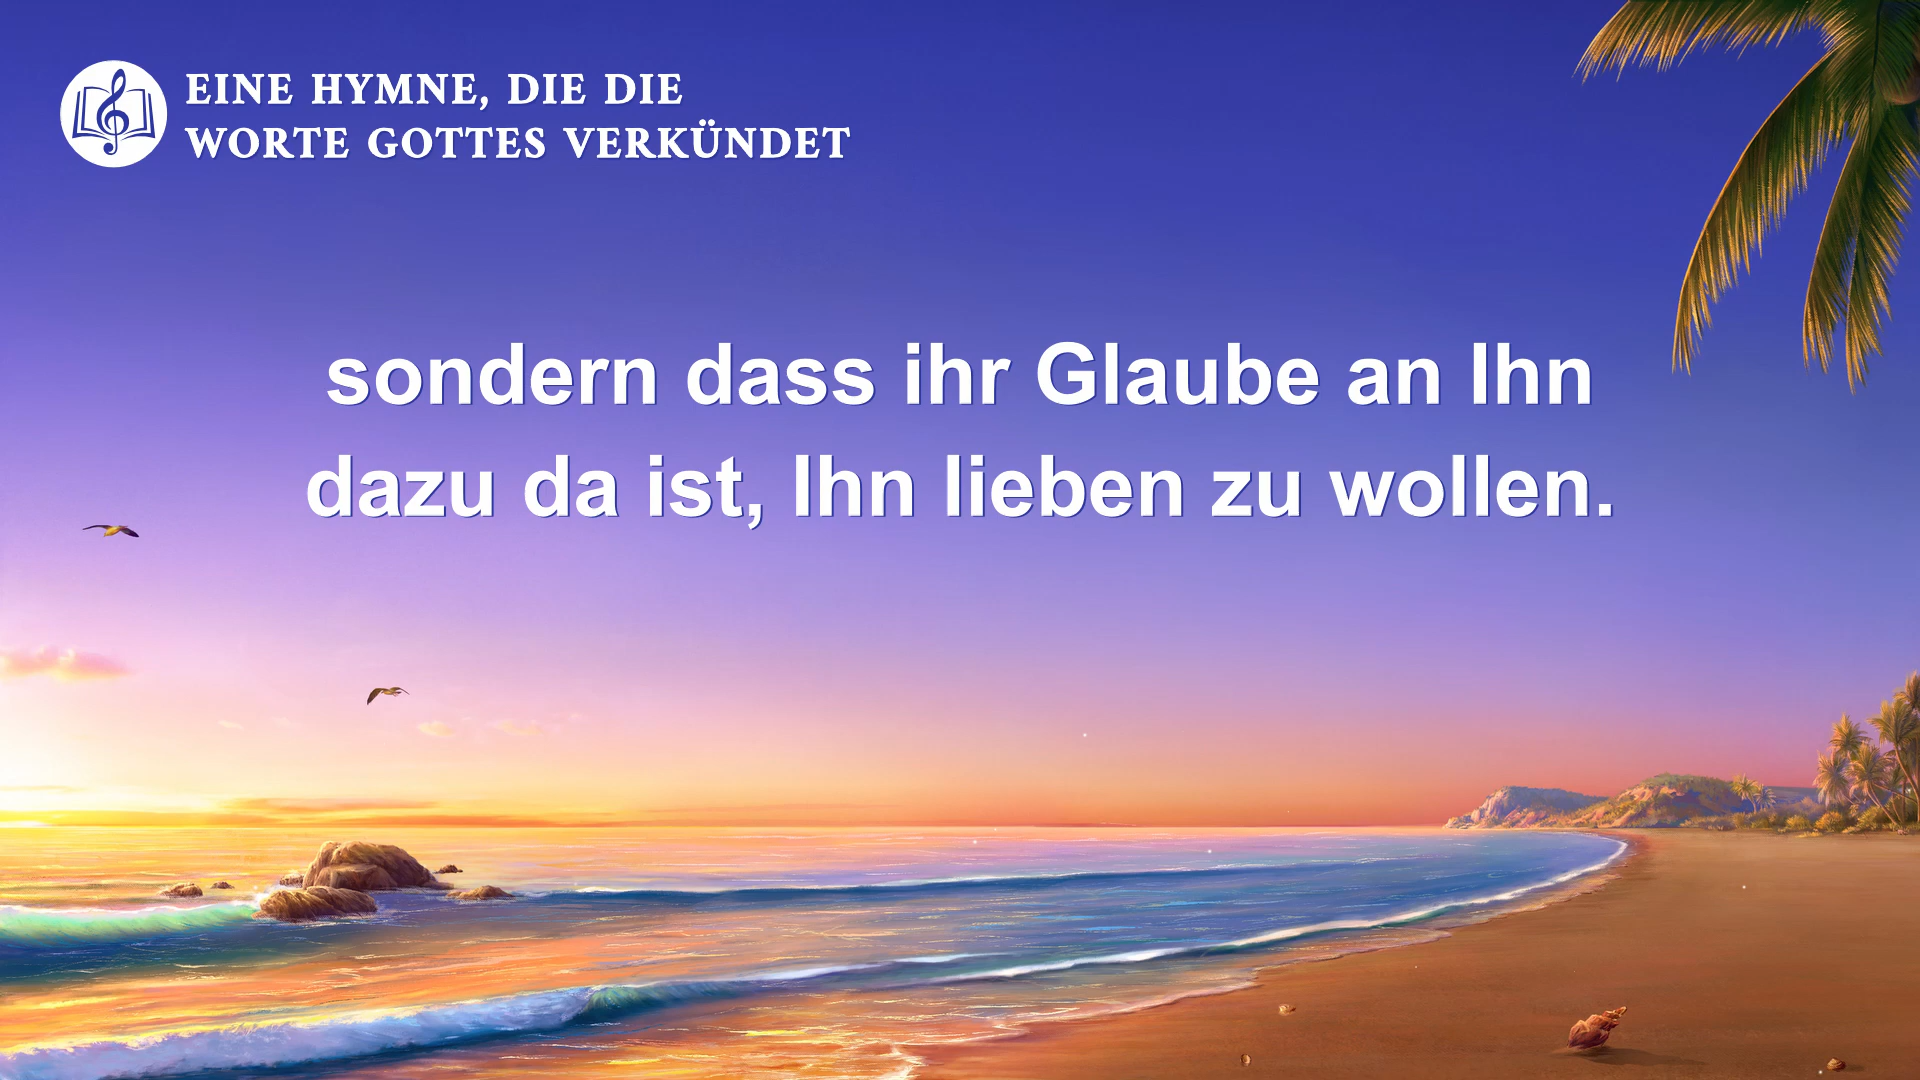 EINE HYMNE, DIE DIE
WORTE GOTTES VERKÜNDET
sondern dass ihr Glaube an Ihn
dazu da ist, Ihn lieben zu wollen.